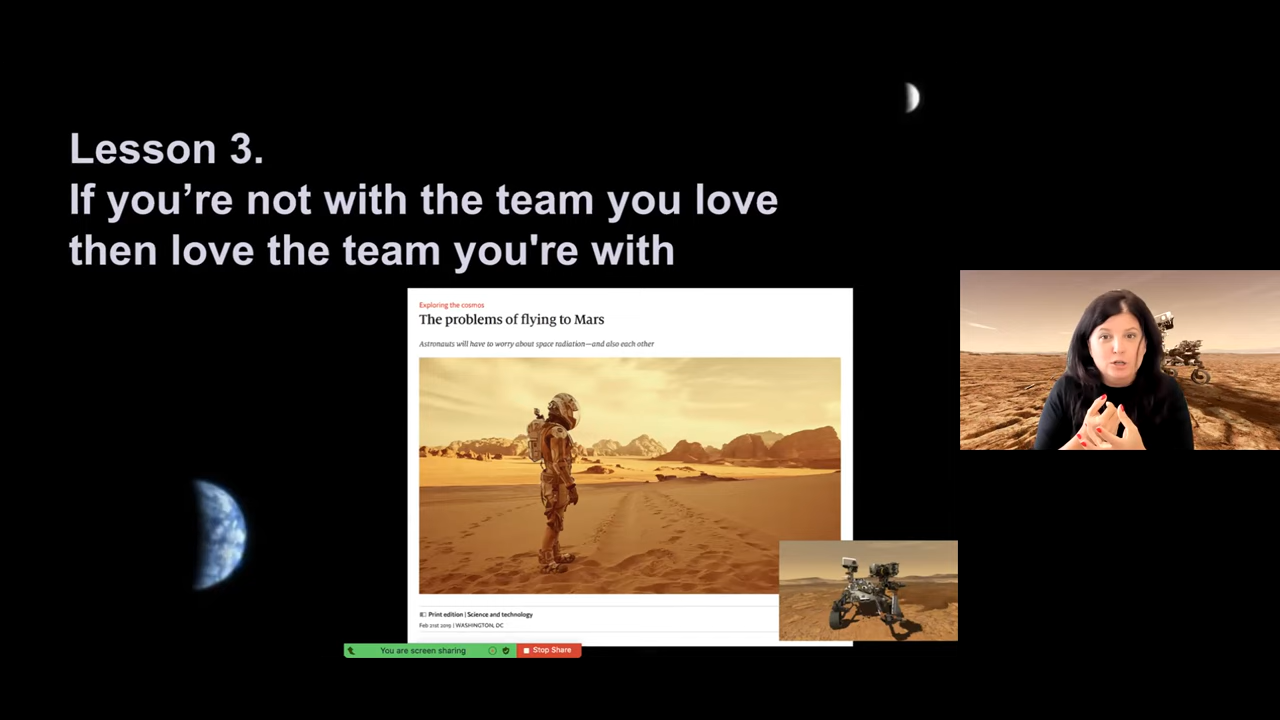 Lesson 3.
If you’re not with the team you love
then love the team you're with
Exploring the cosmos
The problems of flying to Mars
Astronauts will have to worry about space radiation—and also each other
Print edition | Science and technology
Feb 21st 2019 | WASHINGTON, DC
You are screen sharing
Stop Share